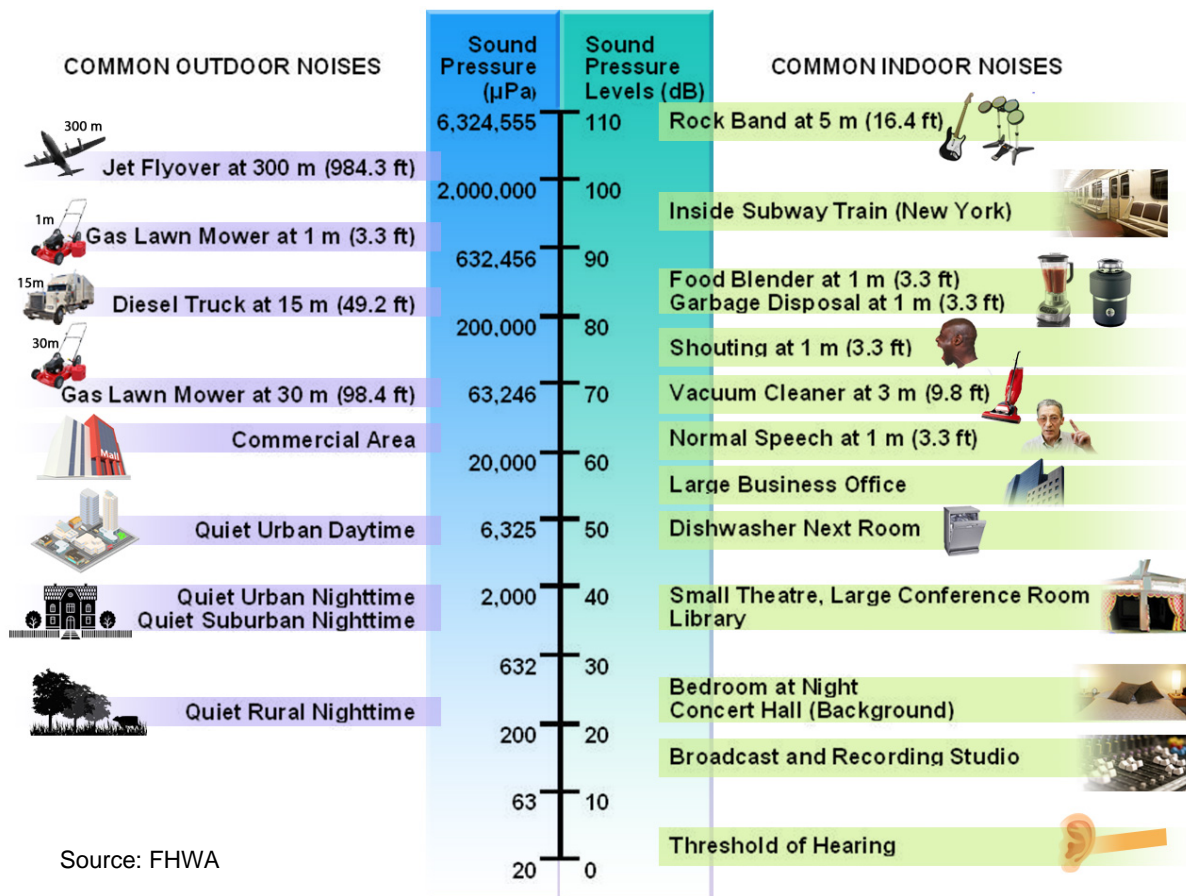 COMMON OUTDOOR NOISES
Sound
Pressure
(µPa)
Sound
Pressure
Levels (dB)
COMMON INDOOR NOISES
6,324,555
110
Rock Band at 5 m (16.4 ft)
300 m
Jet Flyover at 300 m (984.3 ft)
2,000,000
100
Inside Subway Train (New York)
1m
Gas Lawn Mower at 1 m (3.3 ft)
632,456
90
Food Blender at 1 m (3.3 ft)
Garbage Disposal at 1 m (3.3 ft)
15m
Diesel Truck at 15 m (49.2 ft)
200,000
80
Shouting at 1 m (3.3 ft)
30m
Gas Lawn Mower at 30 m (98.4 ft)
63,246
70
Vacuum Cleaner at 3 m (9.8 ft)
Mall
Commercial Area
Normal Speech at 1 m (3.3 ft)
20,000
60
Large Business Office
Quiet Urban Daytime
6,325
50
Dishwasher Next Room
Quiet Urban Nighttime
Quiet Suburban Nighttime
2,000
40
Small Theatre, Large Conference Room
Library
632
30
Bedroom at Night
Concert Hall (Background)
Quiet Rural Nighttime
200
20
Broadcast and Recording Studio
63
10
Threshold of Hearing
Source: FHWA
20
0